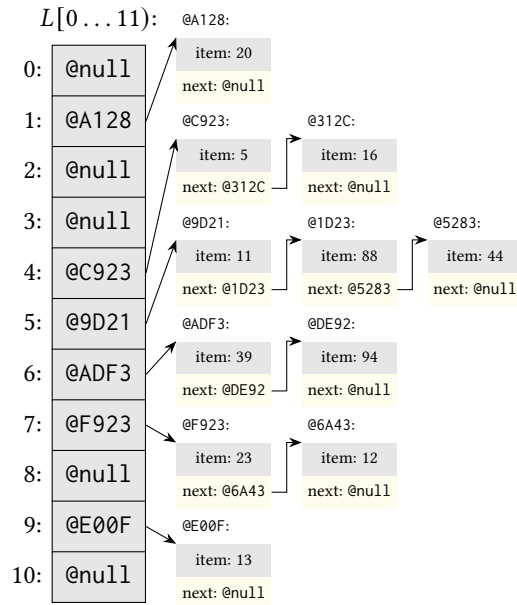 L[0 . . . 11):
0: @null
1: @A128
2: @null
3: @null
4: @C923
5: @9D21
6: @ADF3
7: @F923
8: @null
9: @E00F
10: @null
@A128:
item: 20
next: @null
@C923: @312C:
item: 5 item: 16
next: @312C next: @null
@9D21: @1D23: @5283:
item: 11 item: 88 item: 44
next: @1D23 next: @5283 next: @null
@ADF3: @DE92:
item: 39 item: 94
next: @DE92 next: @null
@F923: @6A43:
item: 23 item: 12
next: @6A43 next: @null
@E00F:
item: 13
next: @null